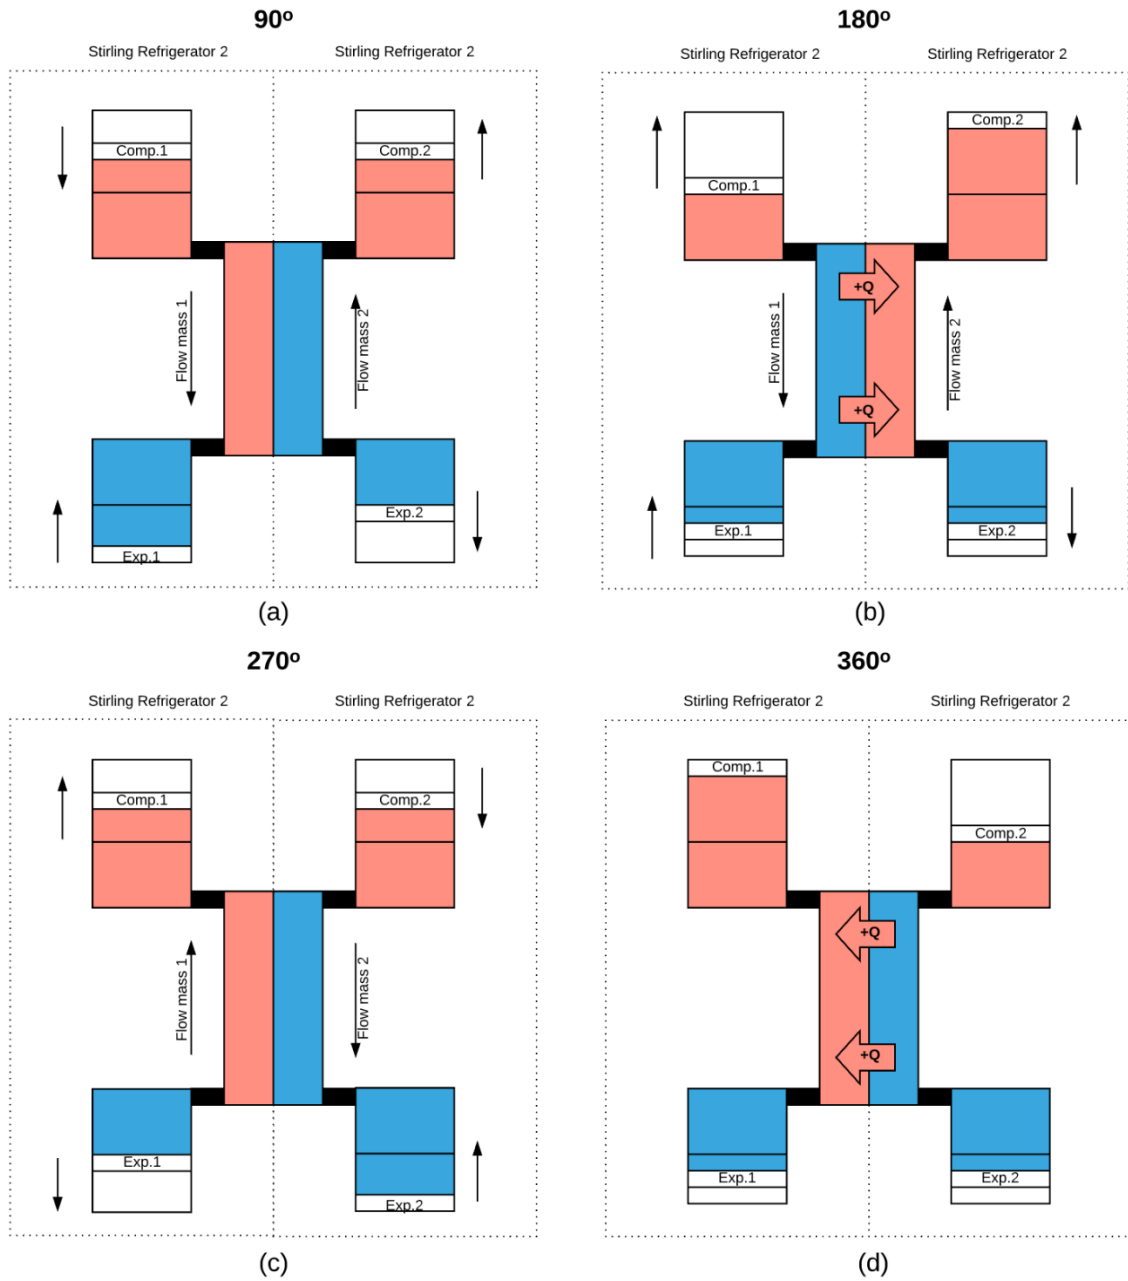 90º
180º
Stirling Refrigerator 2
Stirling Refrigerator 2
Stirling Refrigerator 2
Stirling Refrigerator 2
Comp.1
Comp.2
Comp.1
Comp.2
Flow mass 1
Flow mass 2
Flow mass 1
+Q
+Q
Flow mass 2
Exp.1
Exp.2
Exp.1
Exp.2
(a)
(b)
270º
360º
Stirling Refrigerator 2
Stirling Refrigerator 2
Stirling Refrigerator 2
Stirling Refrigerator 2
Comp.1
Comp.2
Comp.1
Comp.2
Flow mass 1
Flow mass 2
+Q
+Q
Exp.1
Exp.2
Exp.1
Exp.2
(c)
(d)